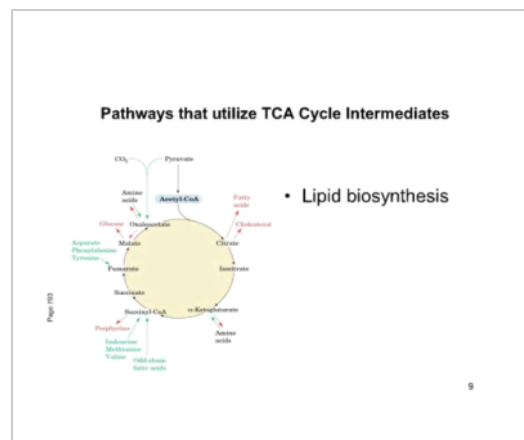 Pathways that utilize TCA Cycle Intermediates
CO2 Pyruvate
Amino
acids
Acetyl-CoA
Fatty
acids
• Lipid biosynthesis
Glucose
Oxaloacetate
Cholesterol
Malate
Citrate
Aspartate
Phenylalanine
Tyrosine
Fumarate
Isocitrate
Succinate
Succinyl-CoA
α-Ketoglutarate
Porphyrins
Amino
acids
Isoleucine
Methionine
Valine
Odd-chain
fatty acids
9